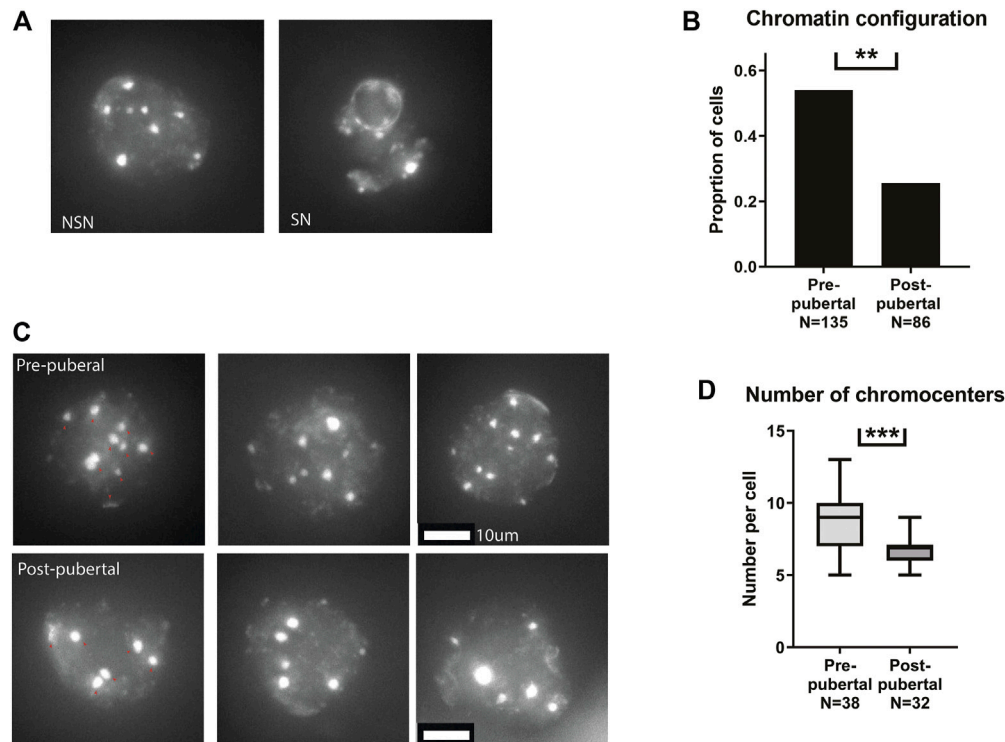 A
NSN
SN
B
Chromatin configuration
**
Proprtion of cells
0.6
0.4
0.2
0.0
Pre-
pubertal
N=135
Post-
pubertal
N=86
C
Pre-puberal
10um
Post-pubertal
D
Number of chromocenters
***
Number per cell
15
10
5
0
Pre-
pubertal
N=38
Post-
pubertal
N=32